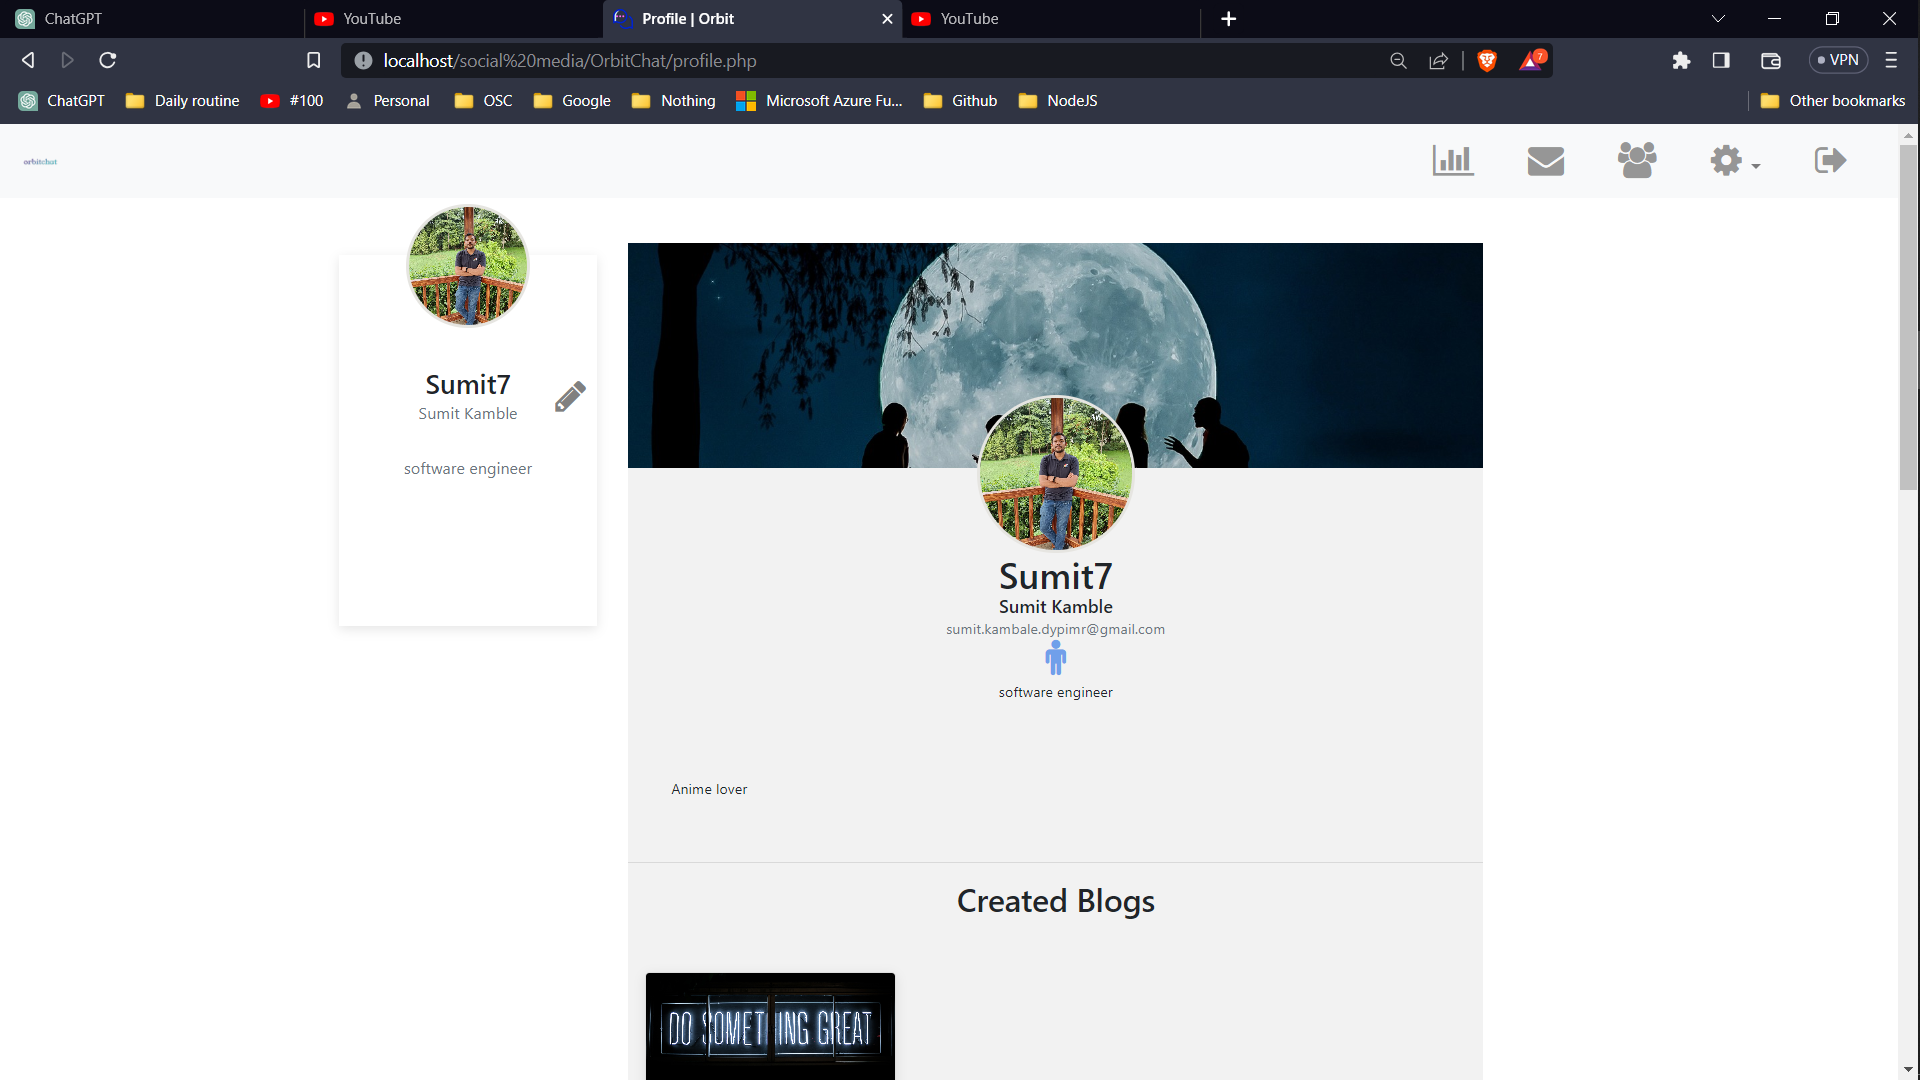 ChatGPT
YouTube
Profile | Orbit
YouTube
localhost/social%20media/OrbitChat/profile.php
7
VPN
ChatGPT
Daily routine
#100
Personal
OSC
Google
Nothing
Microsoft Azure Fu...
Github
NodeJS
Other bookmarks
orbitchat
Sumit7
Sumit Kamble
software engineer
Sumit7
Sumit Kamble
sumit.kambale.dypimr@gmail.com
software engineer
Anime lover
Created Blogs
DO SOMETHING GREAT